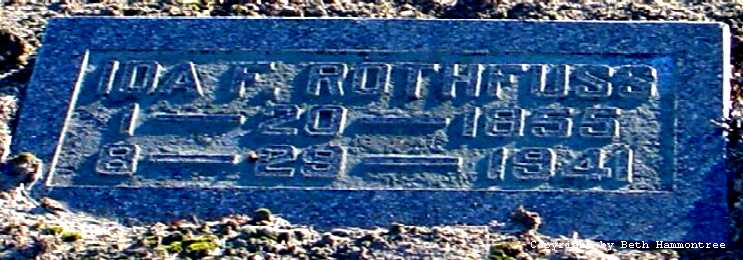 IDA F. ROTHFUSS
1 — 20 — 1855
8 — 29 — 1941
Copyright by Beth Hammontree